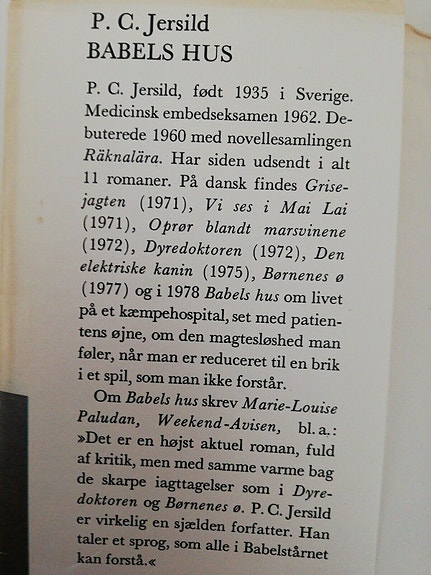 P. C. Jersild
BABELS HUS
P. C. Jersild, født 1935 i Sverige.
Medicinsk embedseksamen 1962. De-
buterede 1960 med novellesamlingen
Räknalära. Har siden udsendt i alt
11 romaner. På dansk findes Grise-
jagten (1971), Vi ses i Mai Lai
(1971), Oprør blandt marsvinene
(1972), Dyredoktoren (1972), Den
elektriske kanin (1975), Børnenes ø
(1977) og i 1978 Babels hus om livet
på et kæmpehospital, set med patien-
tens øjne, om den magtesløshed man
føler, når man er reduceret til en brik
i et spil, som man ikke forstår.
Om Babels hus skrev Marie-Louise
Paludan, Weekend-Avisen, bl. a.:
»Det er en højst aktuel roman, fuld
af kritik, men med samme varme bag
de skarpe iagttagelser som i Dyre-
doktoren og Børnenes ø. P. C. Jersild
er virkelig en sjælden forfatter. Han
taler et sprog, som alle i Babelstårnet
kan forstå.«